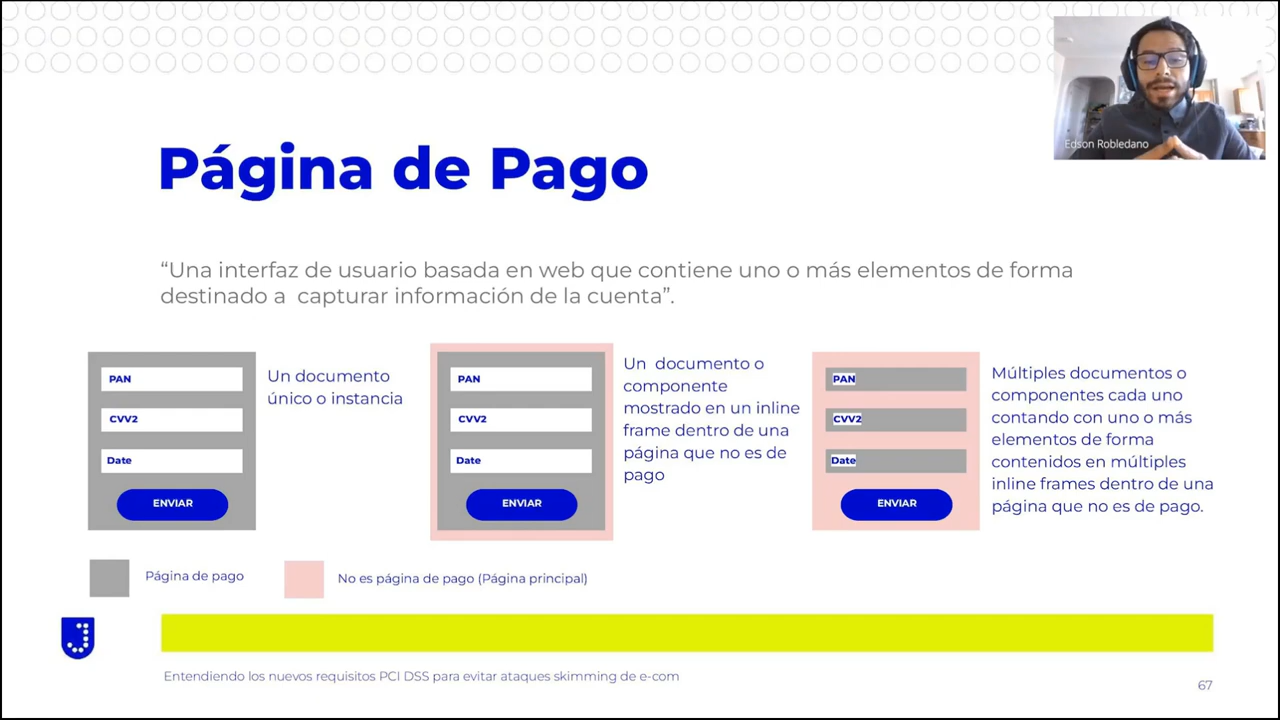 Edson Robledano
Página de Pago
“Una interfaz de usuario basada en web que contiene uno o más elementos de forma
destinado a capturar información de la cuenta”.
PAN
CVV2
Date
ENVIAR
Un documento
único o instancia
PAN
CVV2
Date
ENVIAR
Un documento o
componente
mostrado en un inline
frame dentro de una
página que no es de
pago
PAN
CVV2
Date
ENVIAR
Múltiples documentos o
componentes cada uno
contando con uno o más
elementos de forma
contenidos en múltiples
inline frames dentro de una
página que no es de pago.
Página de pago
No es página de pago (Página principal)
Entendiendo los nuevos requisitos PCI DSS para evitar ataques skimming de e-com
67